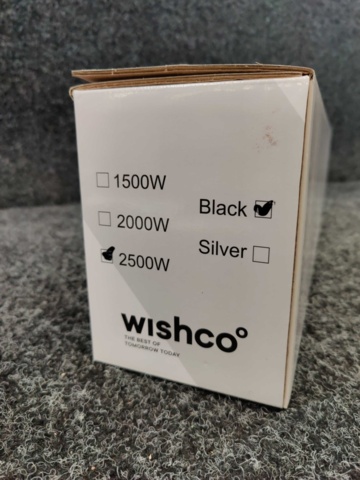 1500W
2000W
2500W
Black
Silver
wishco°
THE BEST OF
TOMORROW TODAY